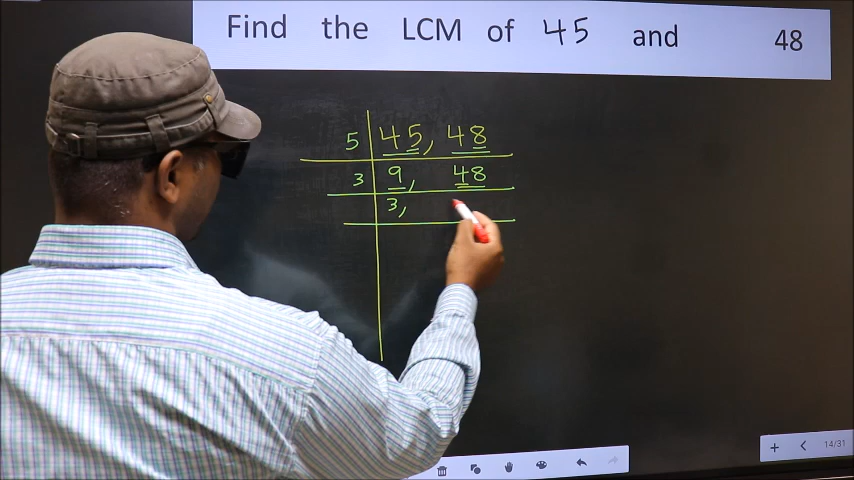 Find the LCM of 45 and 48
5 45, 48
3 9, 48
3,
14/31